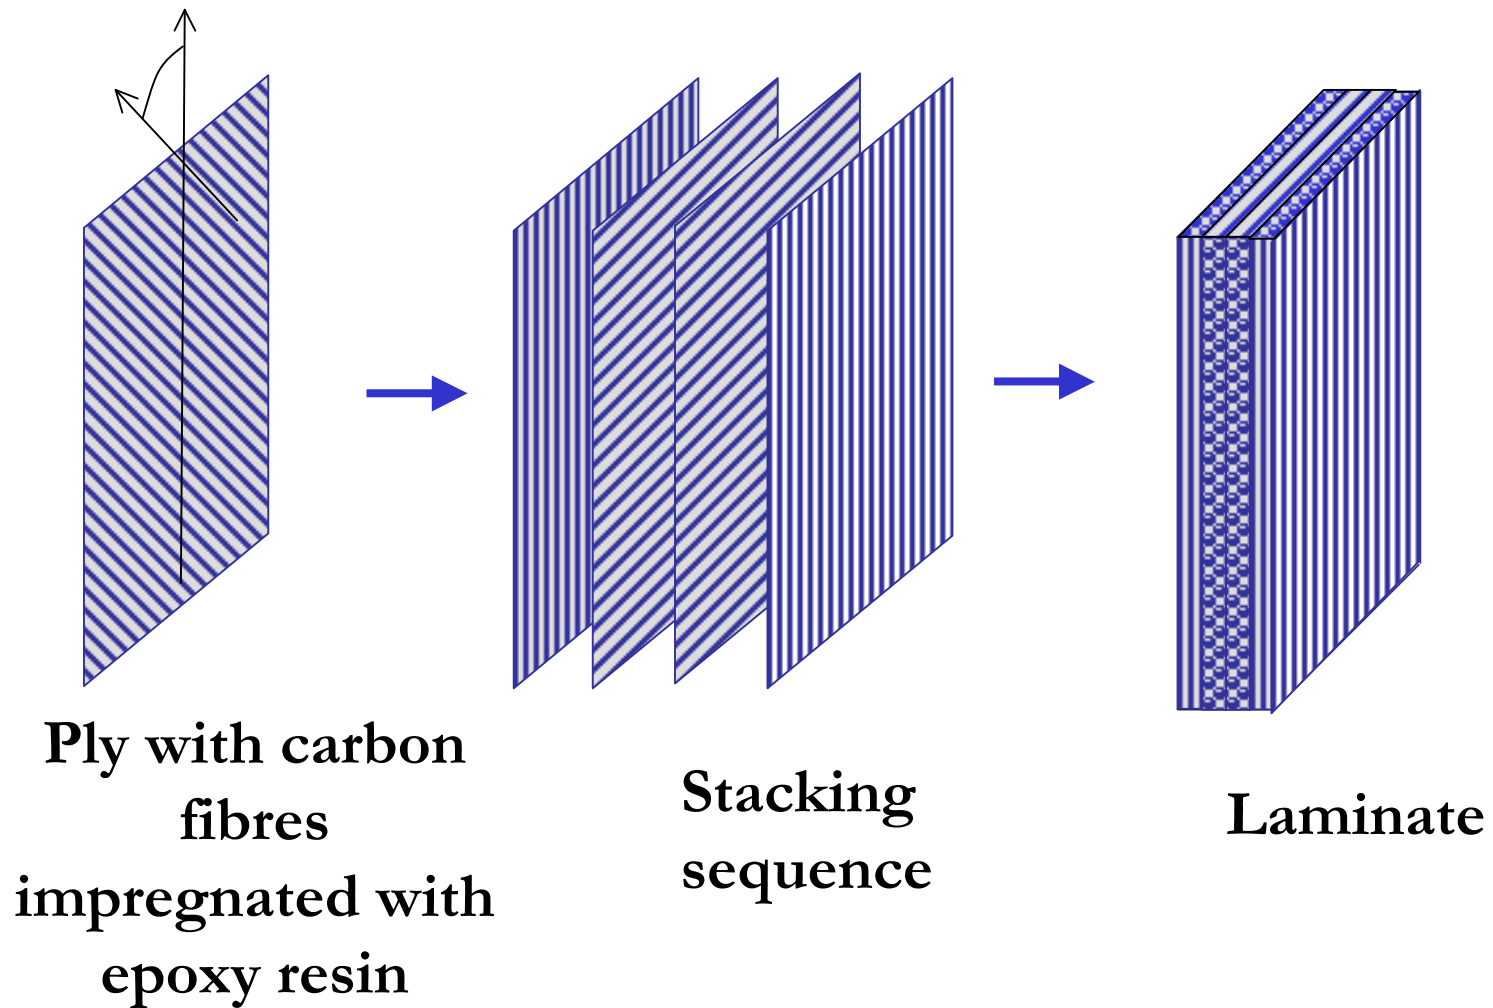 Ply with carbon
fibres
impregnated with
epoxy resin
Stacking
sequence
Laminate